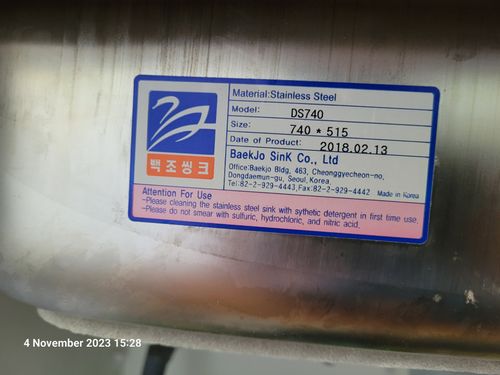 백조씽크
Material:Stainless Steel
Model: DS740
Size: 740 * 515
Date of Product: 2018.02.13
BaekJo SinK Co., Ltd
Office:Baekjo Bldg, 463, Cheonggyecheon-no,
Dongdaemun-gu, Seoul, Korea
Tel:82-2-929-4443,Fax:82-2-929-4442 Made in Korea
Attention For Use
-Please cleaning the stainless steel sink with sythetic detergent in first time use.
-Please do not smear with sulfuric, hydrochloric, and nitric acid.
4 November 2023 15:28